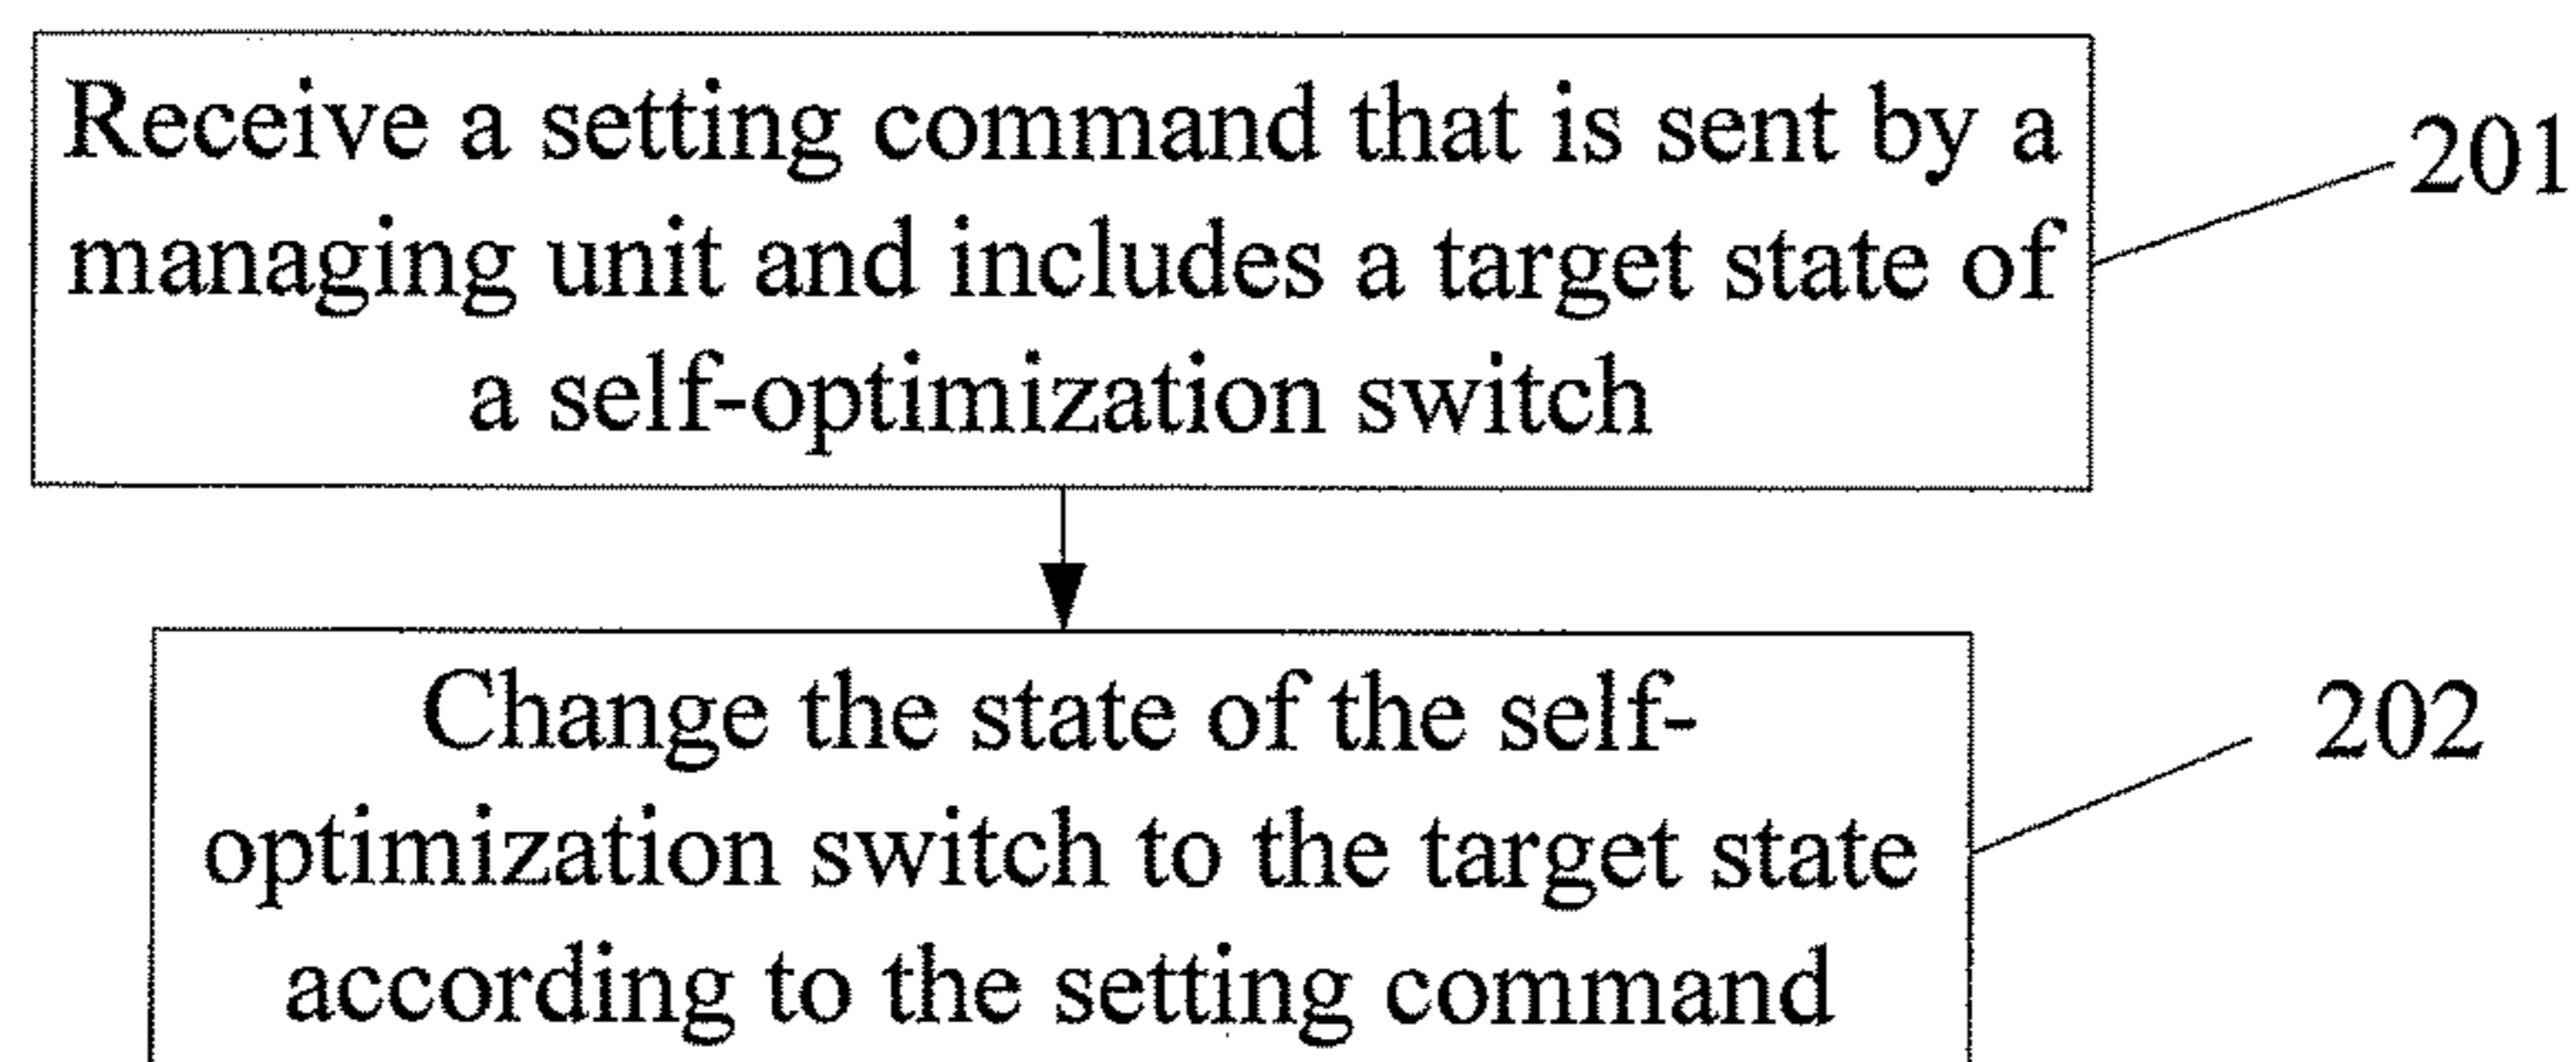 Receive a setting command that is sent by a
managing unit and includes a target state of
a self-optimization switch
201
Change the state of the self-
optimization switch to the target state
according to the setting command
202